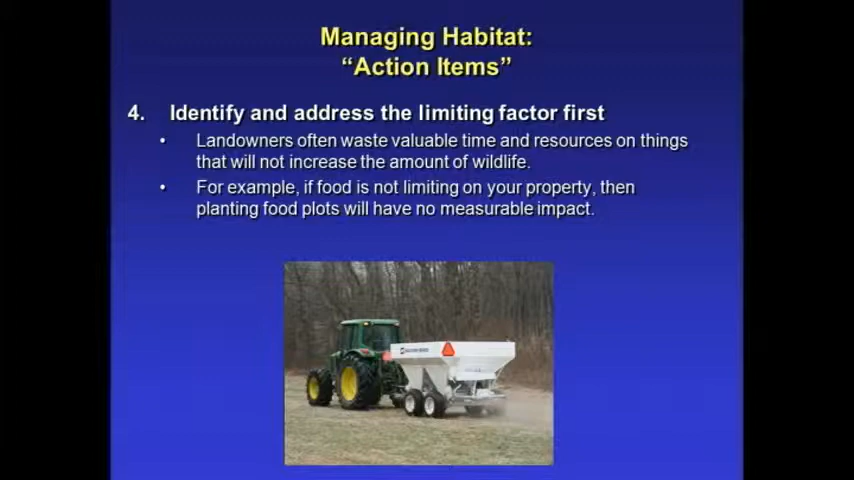 Managing Habitat:
“Action Items”
4. Identify and address the limiting factor first
• Landowners often waste valuable time and resources on things
that will not increase the amount of wildlife.
• For example, if food is not limiting on your property, then
planting food plots will have no measurable impact.